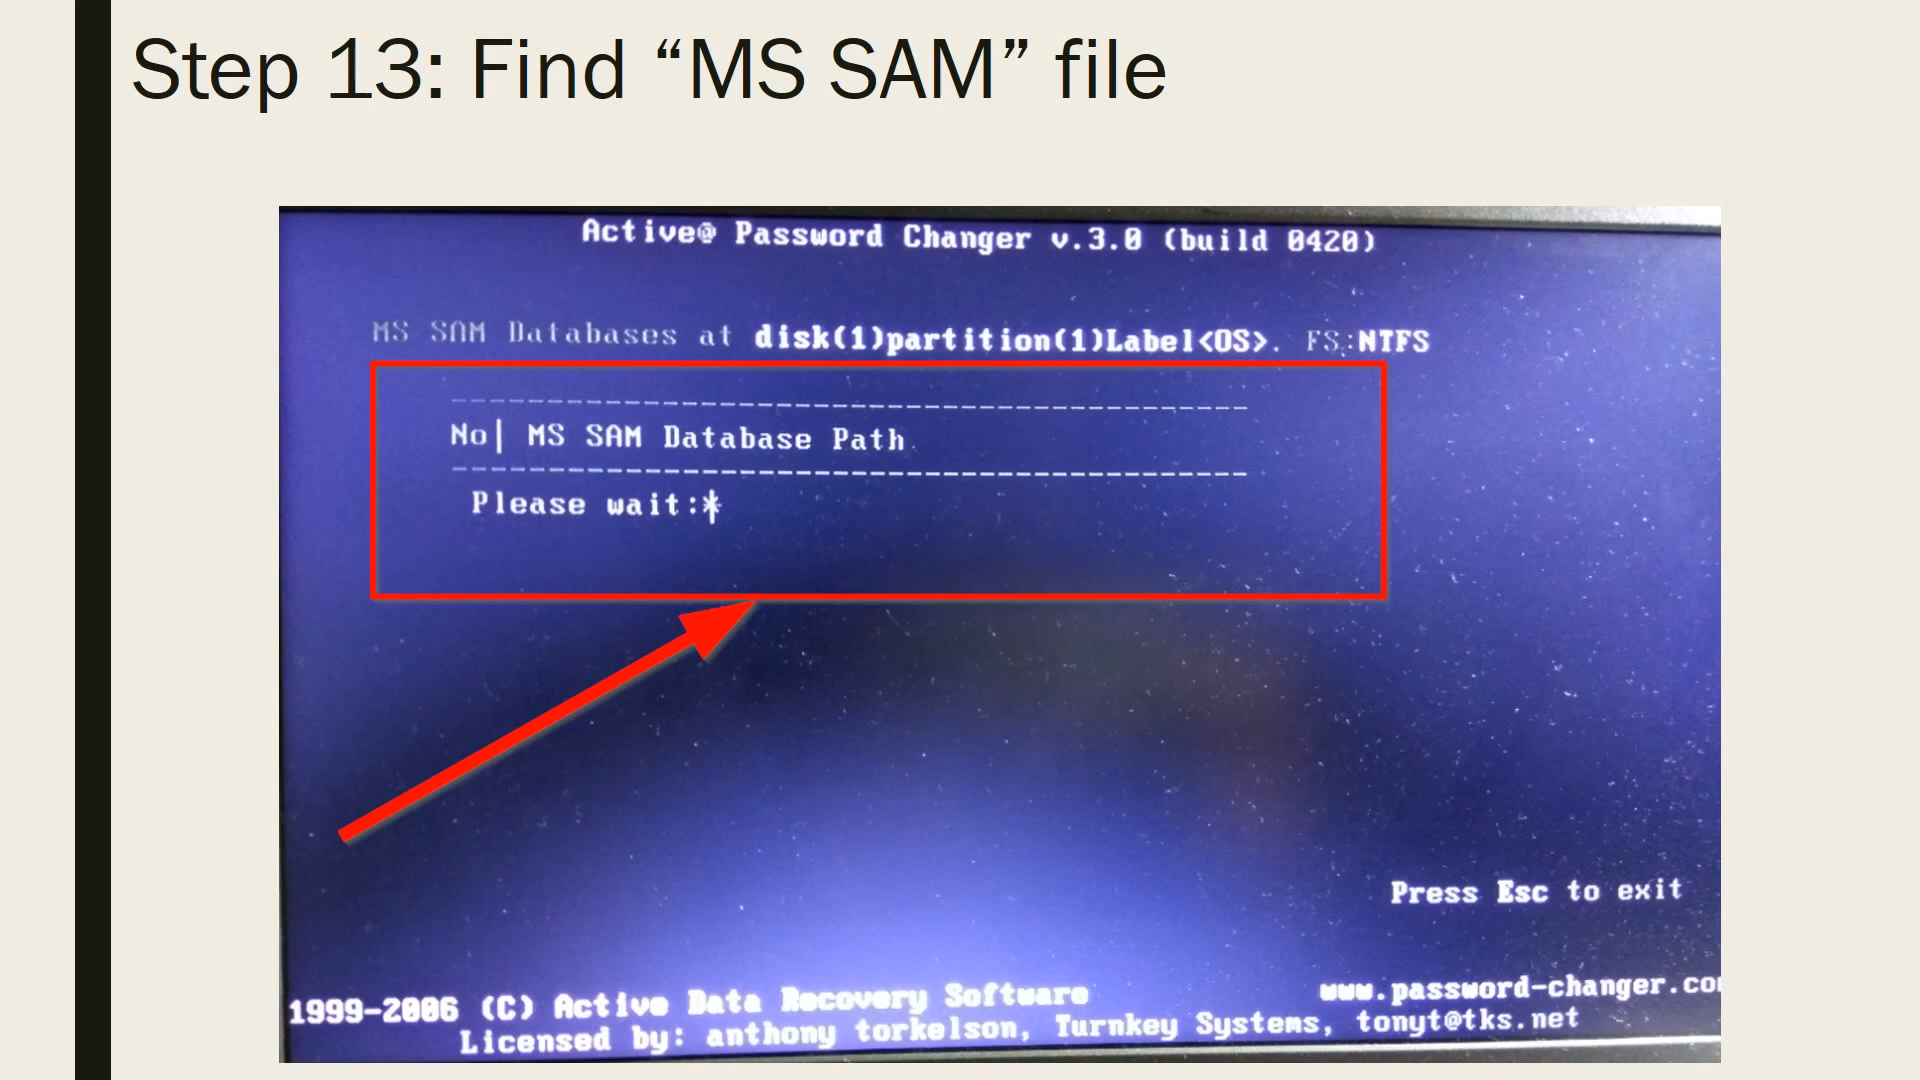 Step 13: Find “MS SAM” file
Active@ Password Changer v.3.0 (build 0420)
MS SAM Databases at disk(1)partition(1)Label<OS>. FS:NTFS
----------------------------------------
No| MS SAM Database Path
----------------------------------------
Please wait:*
Press Esc to exit
1999-2006 (C) Active Data Recovery Software www.password-changer.co
Licensed by: anthony torkelson, Turnkey Systems, tonyt@tks.net